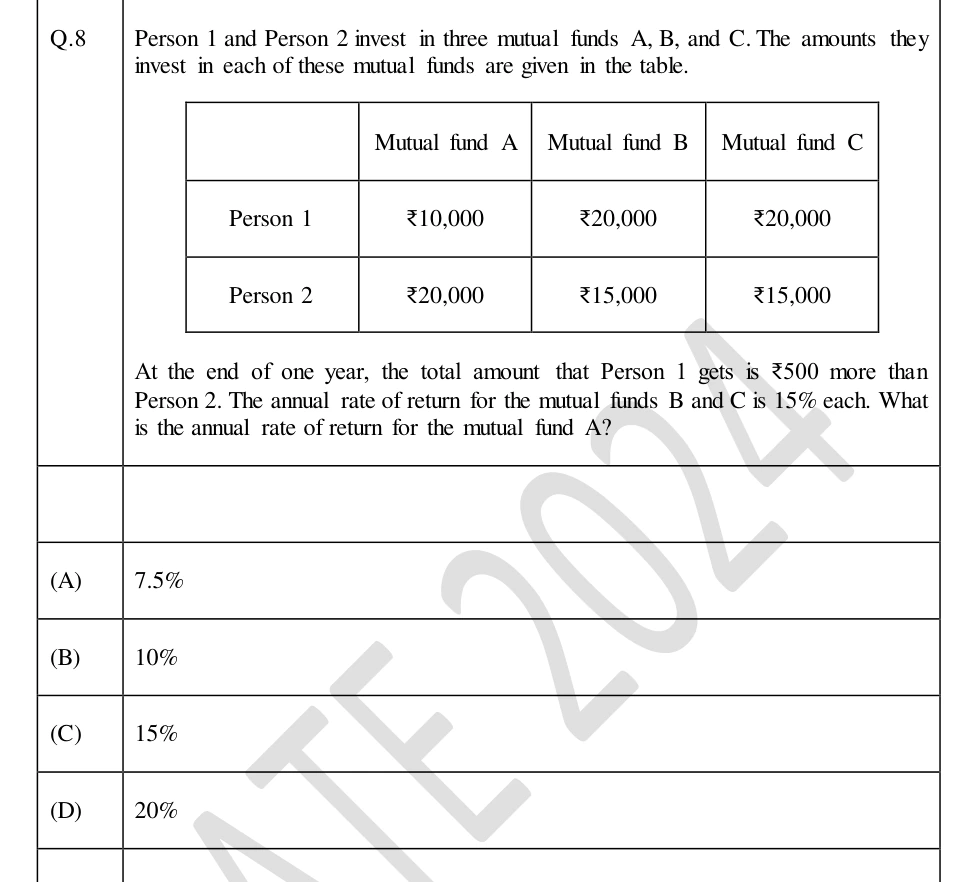 Q.8 Person 1 and Person 2 invest in three mutual funds A, B, and C. The amounts they
invest in each of these mutual funds are given in the table.
Mutual fund A Mutual fund B Mutual fund C
Person 1 ₹10,000 ₹20,000 ₹20,000
Person 2 ₹20,000 ₹15,000 ₹15,000
At the end of one year, the total amount that Person 1 gets is ₹500 more than
Person 2. The annual rate of return for the mutual funds B and C is 15% each. What
is the annual rate of return for the mutual fund A?
(A) 7.5%
(B) 10%
(C) 15%
(D) 20%
ATE 2024